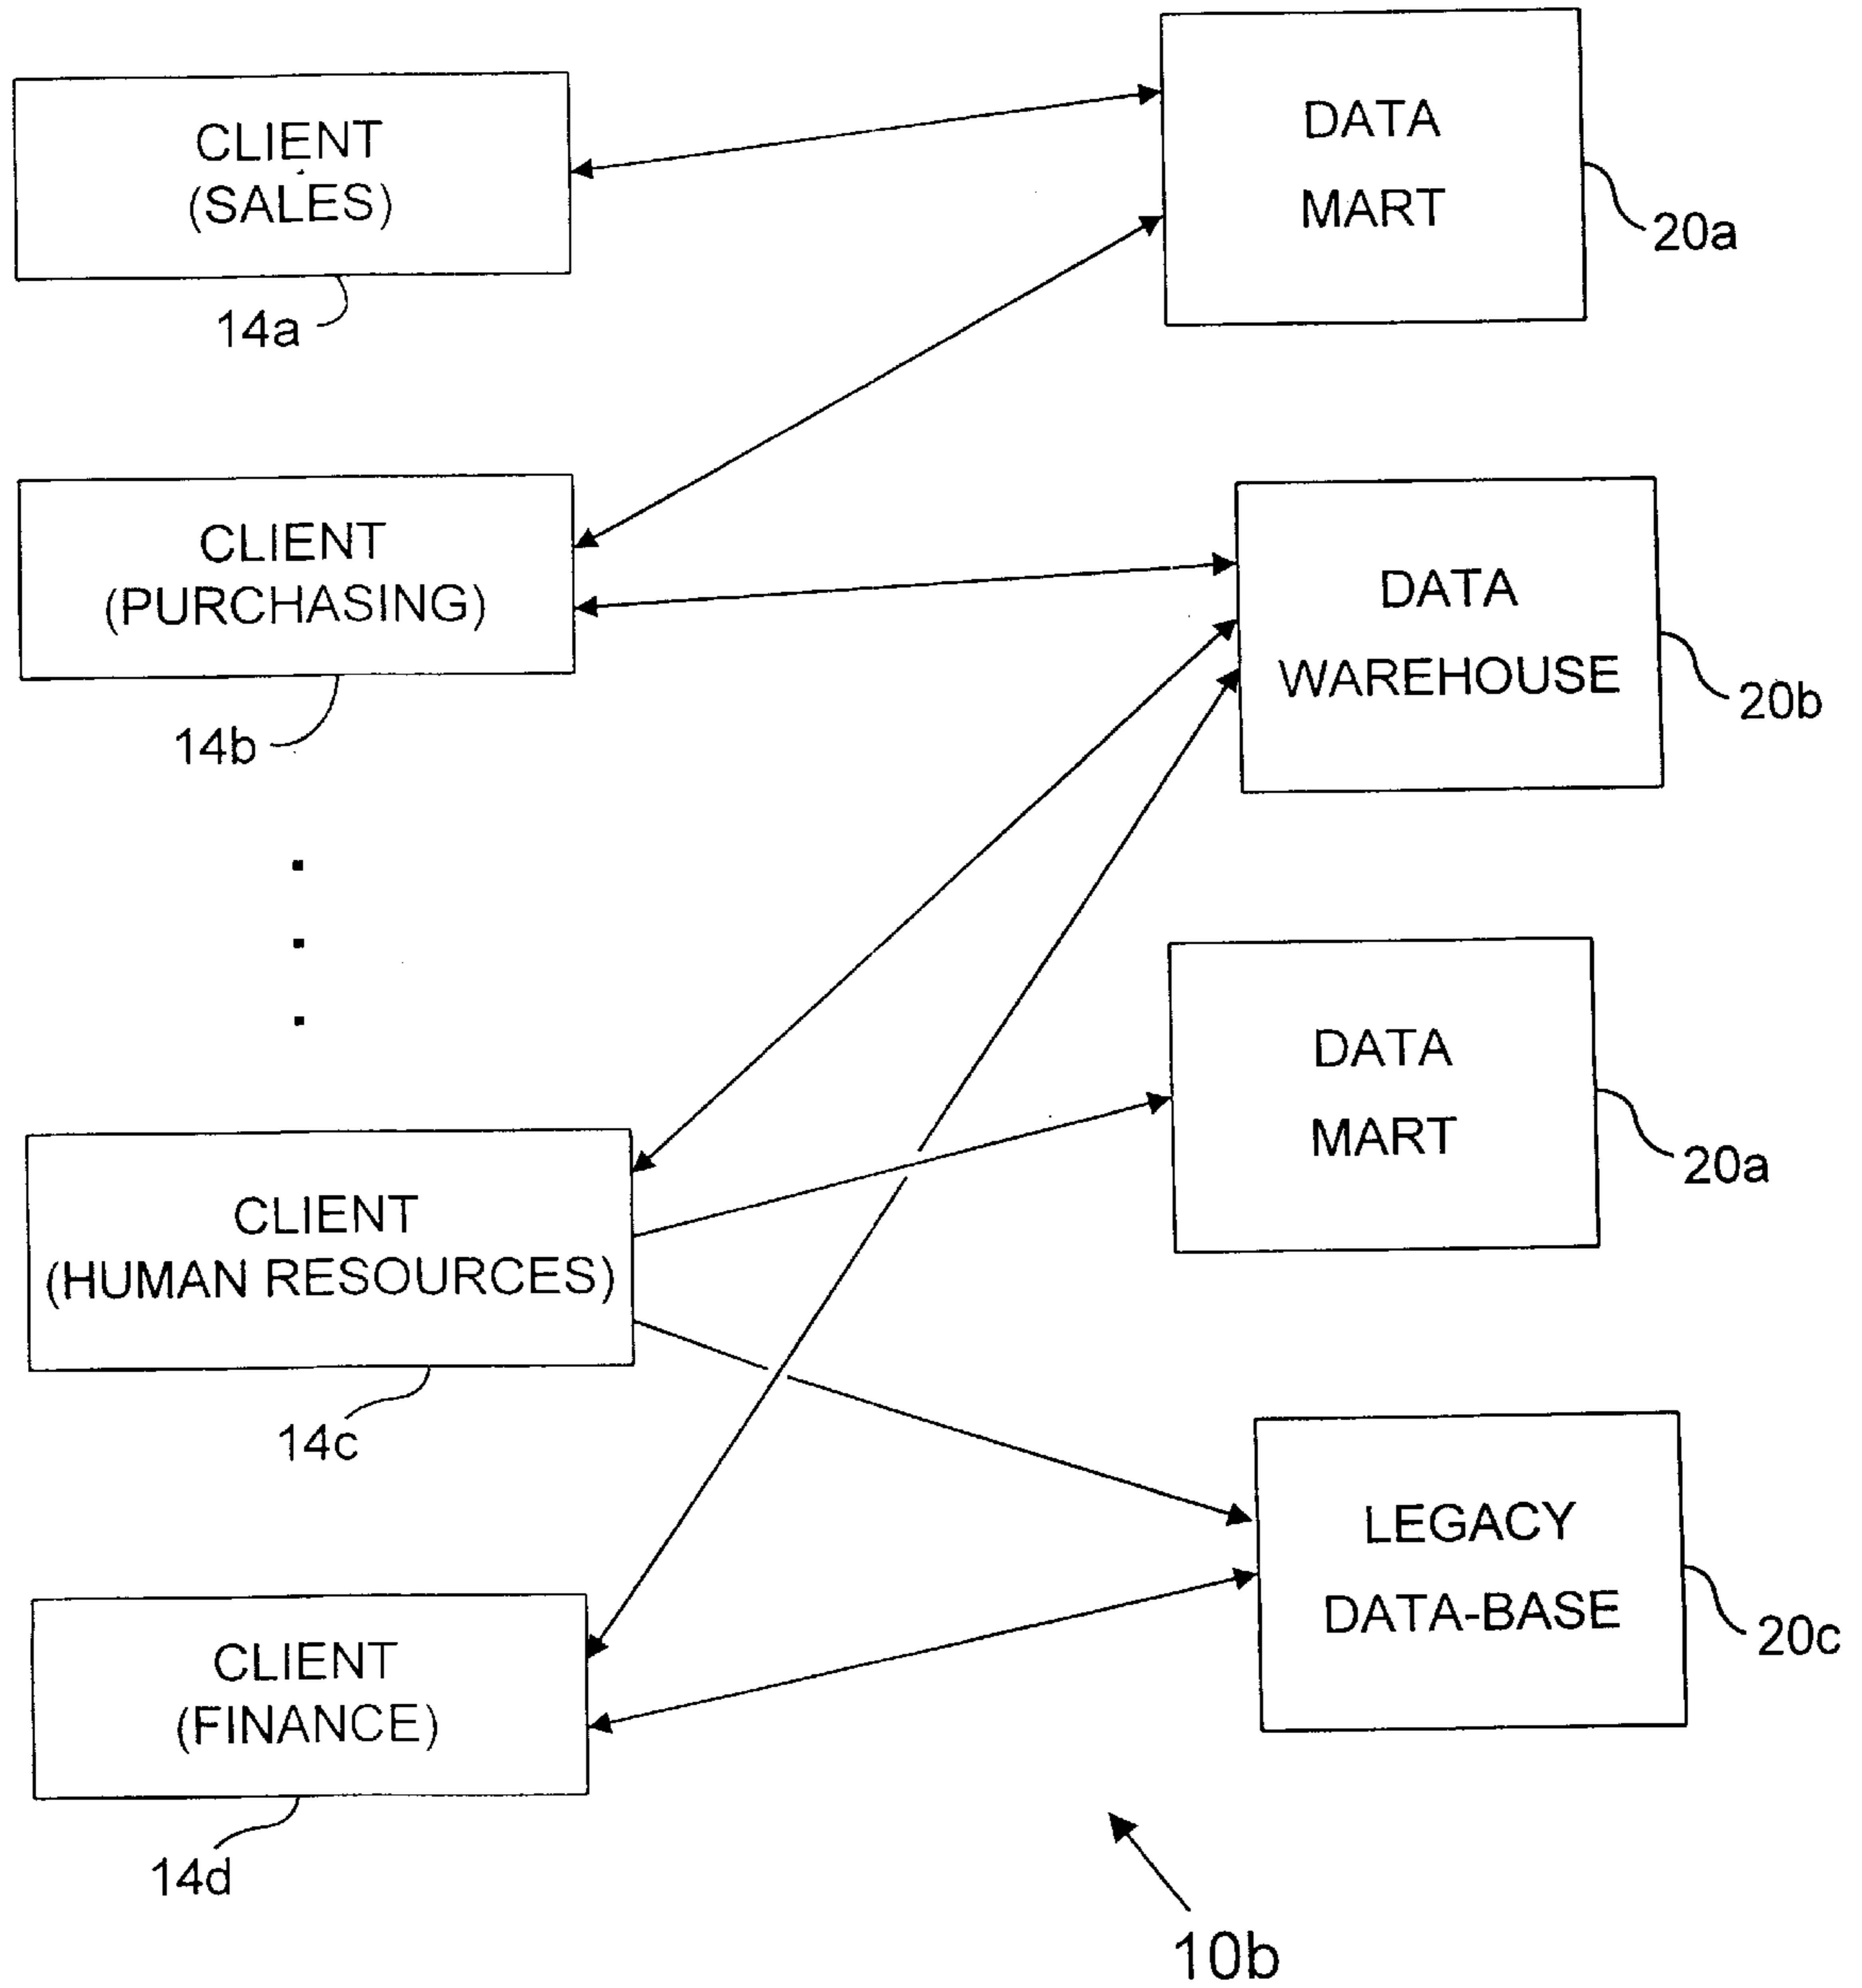 CLIENT
(SALES)
14a
DATA
MART
20a
CLIENT
(PURCHASING)
14b
DATA
WAREHOUSE
20b
DATA
MART
20a
CLIENT
(HUMAN RESOURCES)
14c
LEGACY
DATA-BASE
20c
CLIENT
(FINANCE)
14d
10b